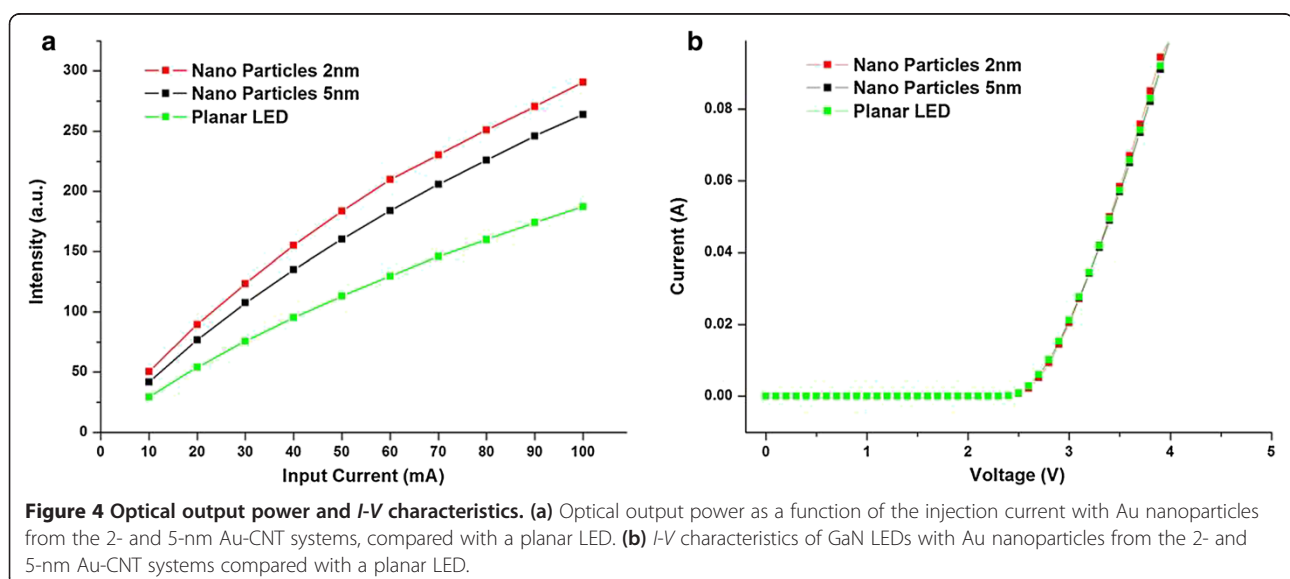 a
300
250
200
150
100
50
0
Intensity (a.u.)
Nano Particles 2nm
Nano Particles 5nm
Planar LED
10 20 30 40 50 60 70 80 90 100
Input Current (mA)
b
0.08
0.06
0.04
0.02
0.00
Current (A)
Nano Particles 2nm
Nano Particles 5nm
Planar LED
0 1 2 3 4 5
Voltage (V)
Figure 4 Optical output power and I-V characteristics. (a) Optical output power as a function of the injection current with Au nanoparticles
from the 2- and 5-nm Au-CNT systems, compared with a planar LED. (b) I-V characteristics of GaN LEDs with Au nanoparticles from the 2- and
5-nm Au-CNT systems compared with a planar LED.